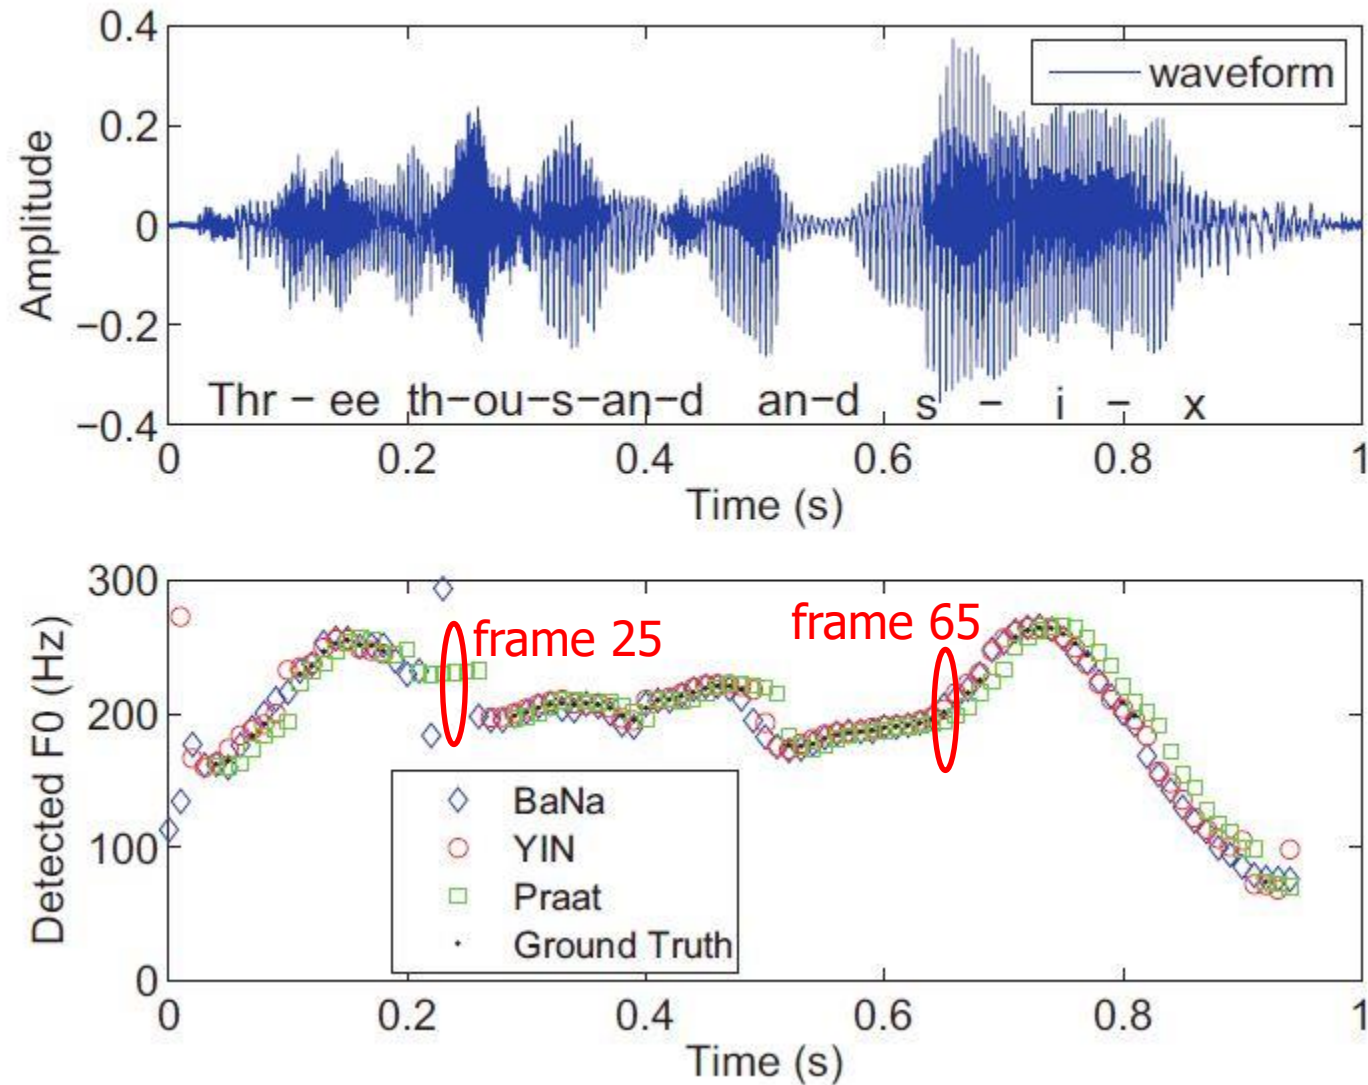 0.4
waveform
0.2
0
−0.2
−0.4
Amplitude
Thr − ee th−ou−s−an−d an−d s − i − x
0 0.2 0.4 0.6 0.8 1
Time (s)
300
200
100
0
Detected F0 (Hz)
frame 25
frame 65
BaNa
YIN
Praat
Ground Truth
0 0.2 0.4 0.6 0.8 1
Time (s)